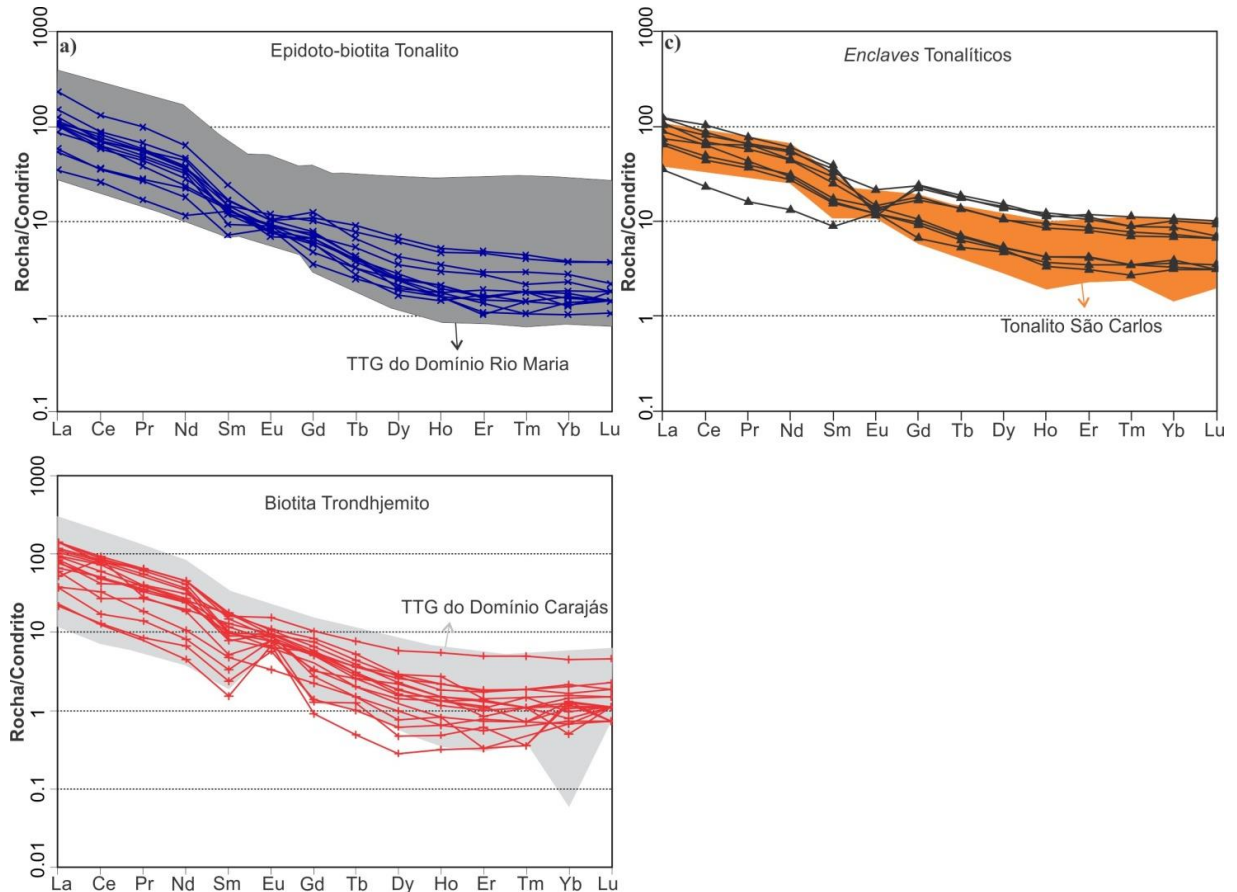 a)
Epidoto-biotita Tonalito
Rocha/Condrito
1000
100
10
1
0.1
TTG do Domínio Rio Maria
La Ce Pr Nd Sm Eu Gd Tb Dy Ho Er Tm Yb Lu
c)
Enclaves Tonalíticos
Rocha/Condrito
1000
100
10
1
0.1
Tonalito São Carlos
La Ce Pr Nd Sm Eu Gd Tb Dy Ho Er Tm Yb Lu
Biotita Trondhjemito
Rocha/Condrito
1000
100
10
1
0.1
0.01
TTG do Domínio Carajás
La Ce Pr Nd Sm Eu Gd Tb Dy Ho Er Tm Yb Lu